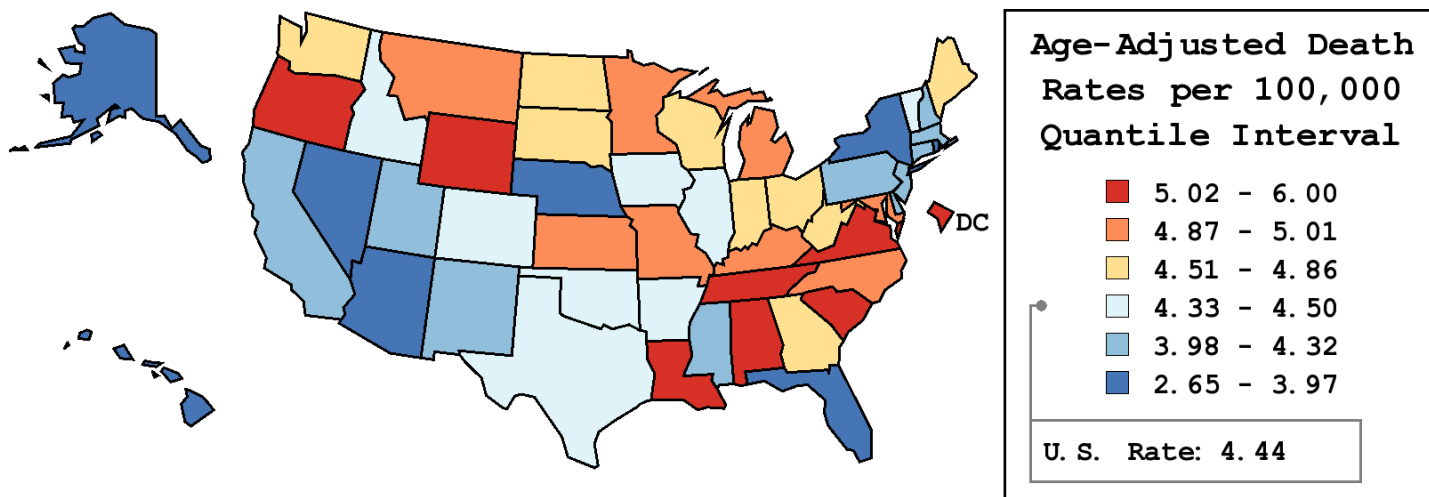 Age-Adjusted Death
Rates per 100,000
Quantile Interval
5.02 - 6.00
4.87 - 5.01
4.51 - 4.86
4.33 - 4.50
3.98 - 4.32
2.65 - 3.97
DC
U.S. Rate: 4.44